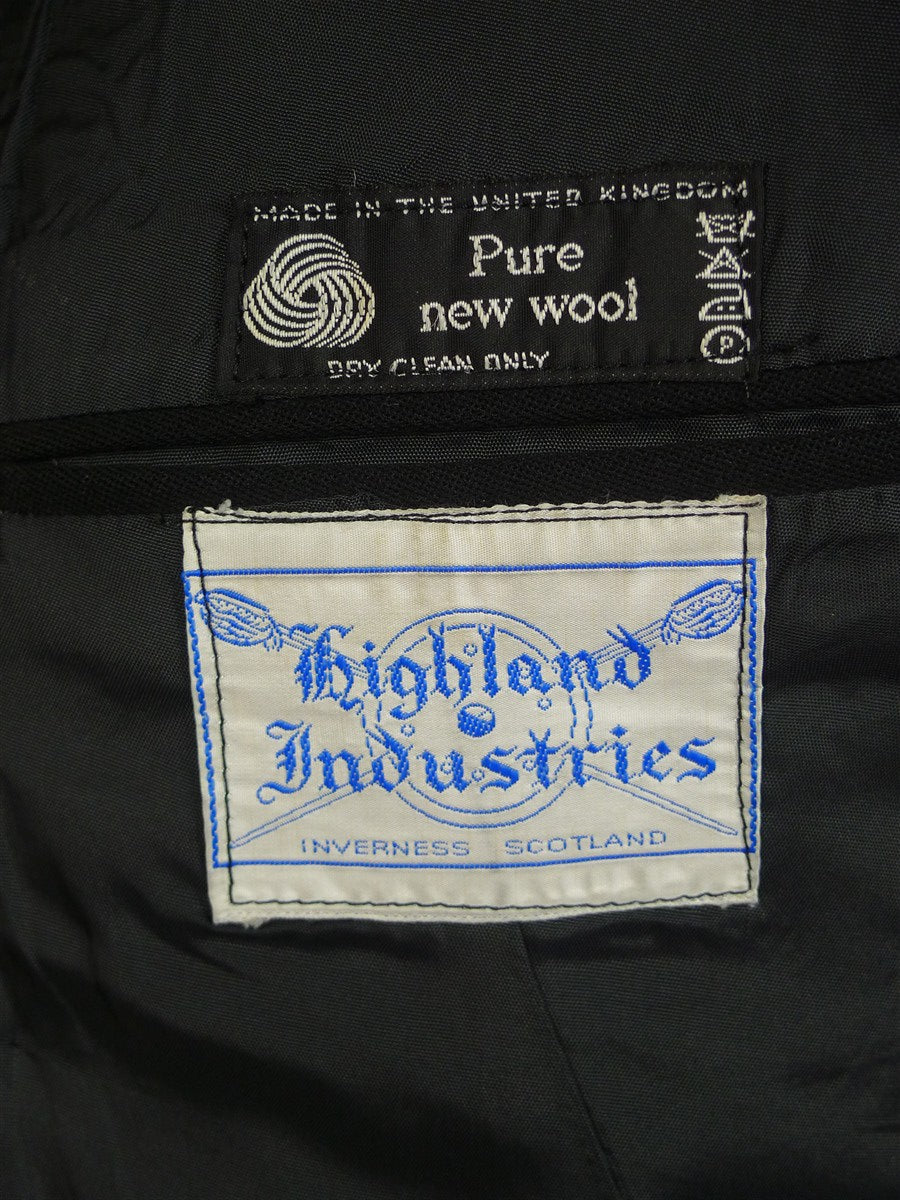 MADE IN THE UNITED KINGDOM
Pure
new wool
DRY CLEAN ONLY
P
Highland
Industries
INVERNESS SCOTLAND